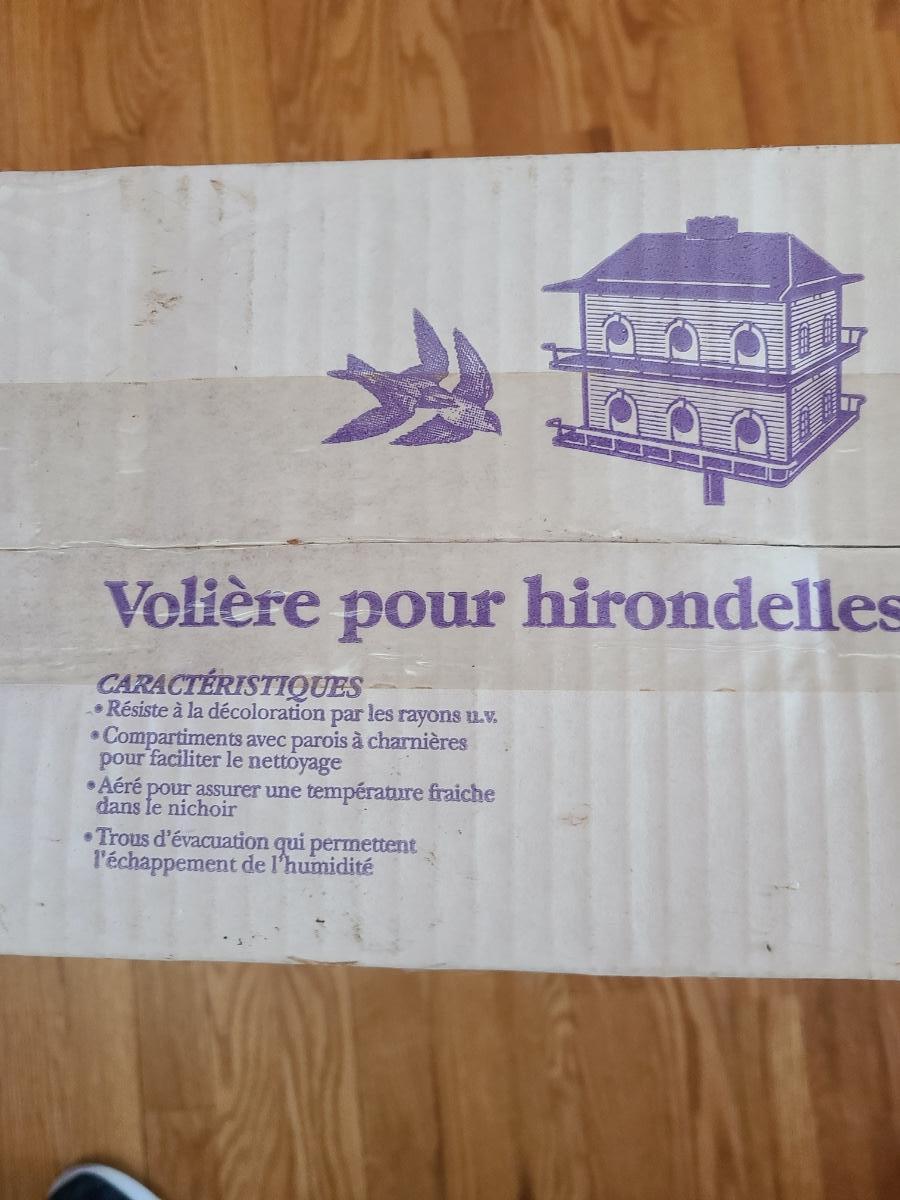 Volière pour hirondelles
CARACTÉRISTIQUES
• Résiste à la décoloration par les rayons u.v.
• Compartiments avec parois à charnières
pour faciliter le nettoyage
• Aéré pour assurer une température fraiche
dans le nichoir
• Trous d'évacuation qui permettent
l'échappement de l'humidité